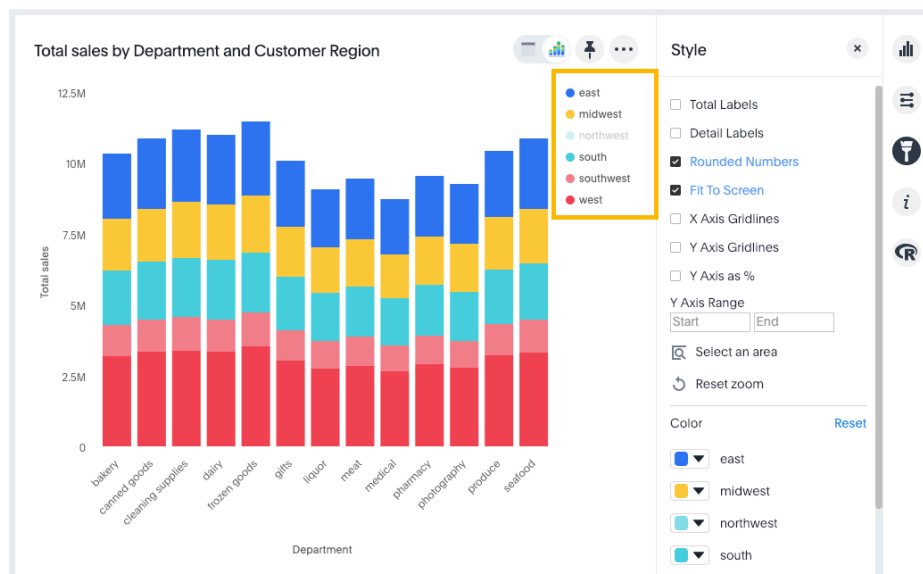 Total sales by Department and Customer Region
12.5M
10M
7.5M
5M
2.5M
0
Total sales
bakery
canned goods
cleaning supplies
dairy
frozen goods
gifts
liquor
meat
medical
pharmacy
photography
produce
seafood
Department
east
midwest
northwest
south
southwest
west
Style
Total Labels
Detail Labels
Rounded Numbers
Fit To Screen
X Axis Gridlines
Y Axis Gridlines
Y Axis as %
Y Axis Range
Start End
Select an area
Reset zoom
Color Reset
east
midwest
northwest
south
i
R